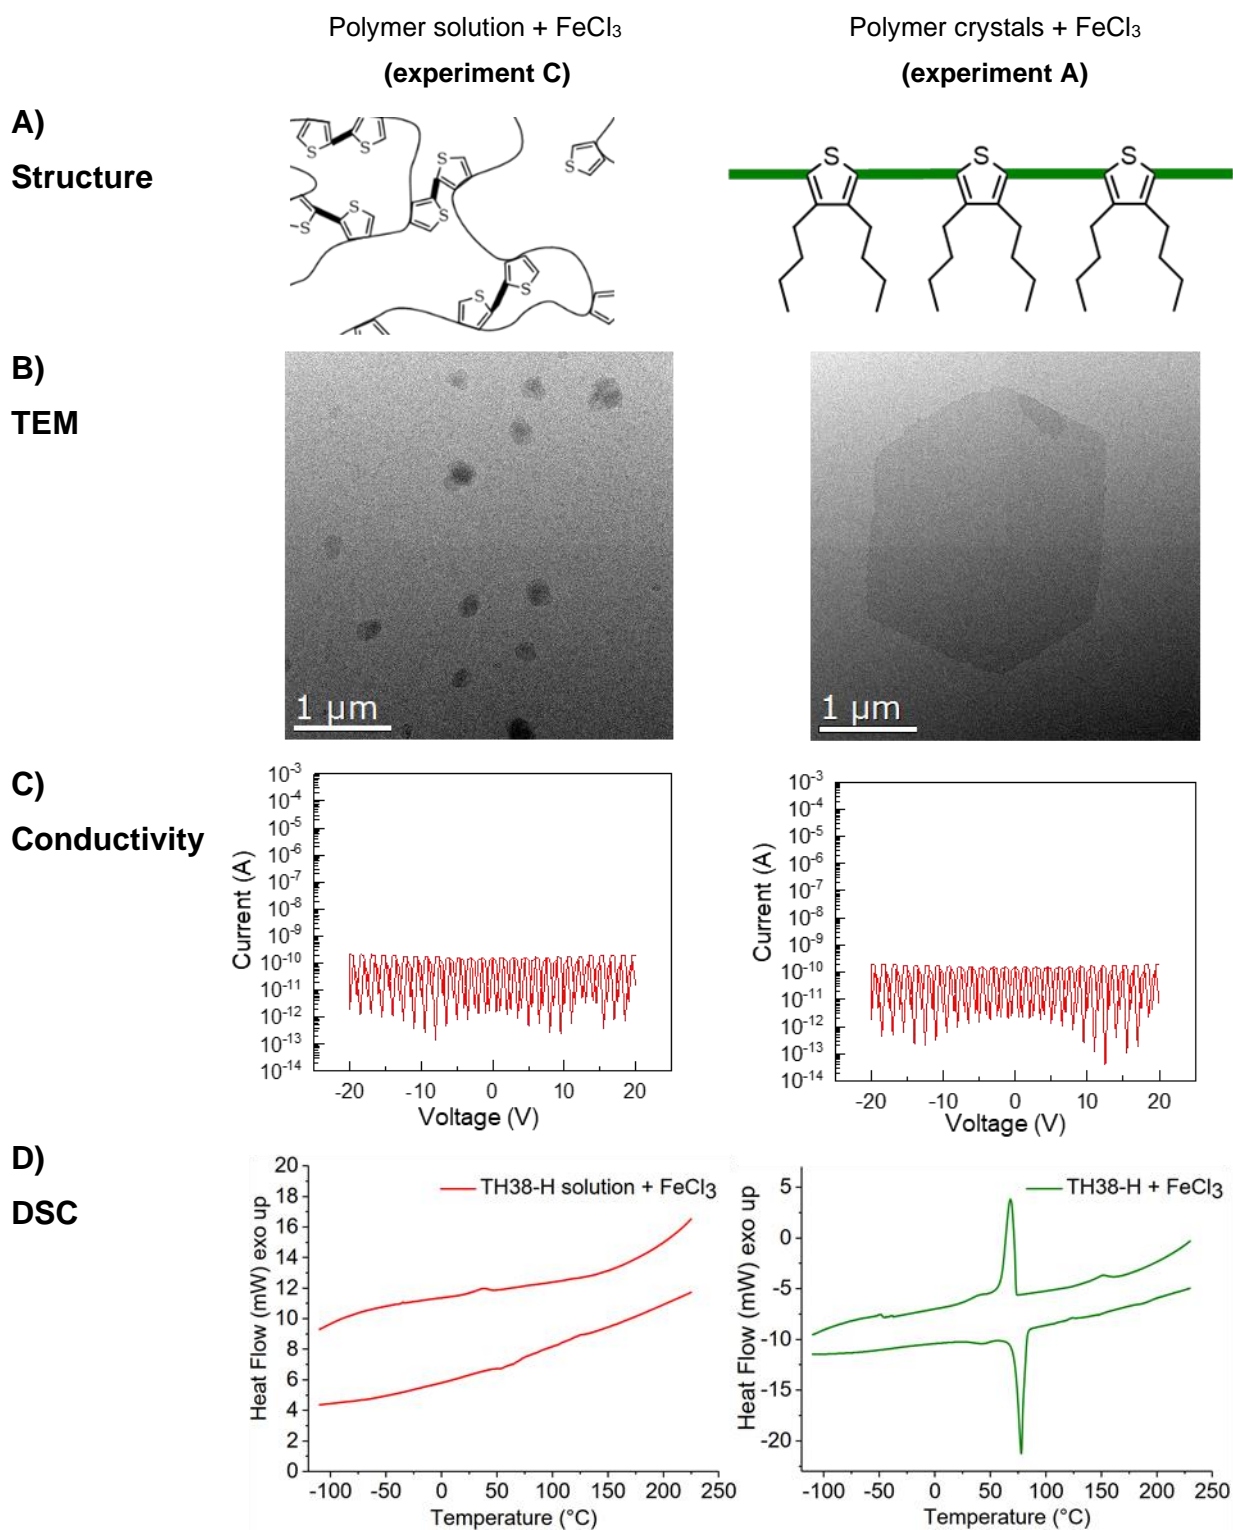 Polymer solution + FeCl₃
(experiment C)
Polymer crystals + FeCl₃
(experiment A)
A)
Structure
S
S
S
S
S
S
S
S
S
S
S
S
B)
TEM
1 µm
1 µm
C)
Conductivity
10⁻³
10⁻⁴
10⁻⁵
10⁻⁶
10⁻⁷
10⁻⁸
10⁻⁹
10⁻¹⁰
10⁻¹¹
10⁻¹²
10⁻¹³
10⁻¹⁴
Current (A)
-20 -10 0 10 20
Voltage (V)
10⁻³
10⁻⁴
10⁻⁵
10⁻⁶
10⁻⁷
10⁻⁸
10⁻⁹
10⁻¹⁰
10⁻¹¹
10⁻¹²
10⁻¹³
10⁻¹⁴
Current (A)
-20 -10 0 10 20
Voltage (V)
D)
DSC
20
18
16
14
12
10
8
6
4
2
0
Heat Flow (mW) exo up
TH38-H solution + FeCl₃
-100 -50 0 50 100 150 200 250
Temperature (°C)
5
0
-5
-10
-15
-20
Heat Flow (mW) exo up
TH38-H + FeCl₃
-100 -50 0 50 100 150 200 250
Temperature (°C)